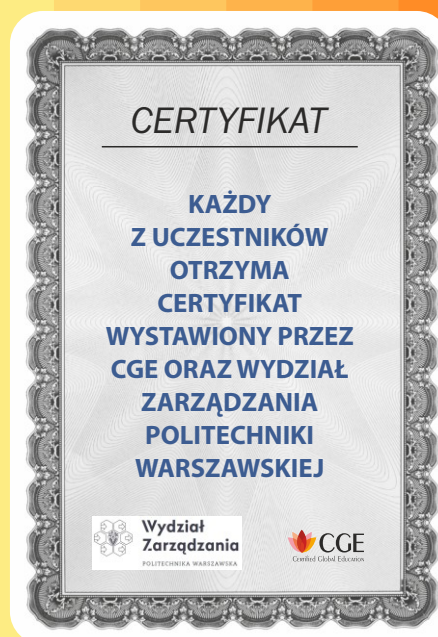 CERTYFIKAT
KAŻDY
Z UCZESTNIKÓW
OTRZYMA
CERTYFIKAT
WYSTAWIONY PRZEZ
CGE ORAZ WYDZIAŁ
ZARZĄDZANIA
POLITECHNIKI
WARSZAWSKIEJ
Wydział
Zarządzania
POLITECHNIKA WARSZAWSKA
CGE
Certified Global Education